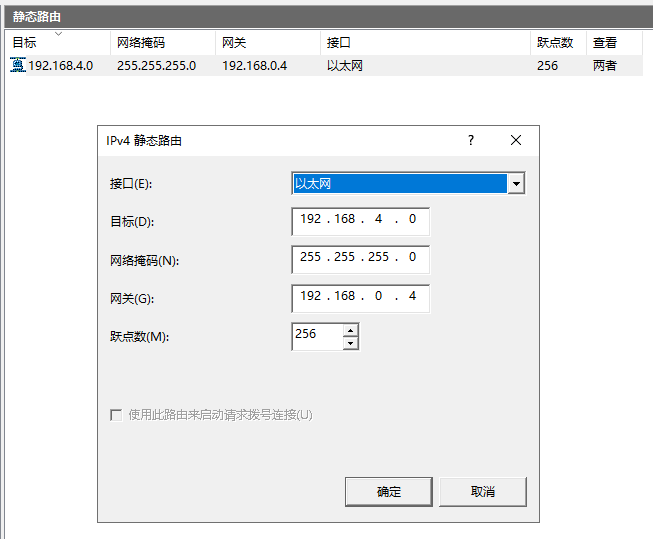 静态路由
目标 网络掩码 网关 接口 跃点数 查看
192.168.4.0 255.255.255.0 192.168.0.4 以太网 256 两者
IPv4 静态路由 ?
接口(E): 以太网
目标(D): 192 . 168 . 4 . 0
网络掩码(N): 255 . 255 . 255 . 0
网关(G): 192 . 168 . 0 . 4
跃点数(M): 256
使用此路由来启动请求拨号连接(U)
确定 取消